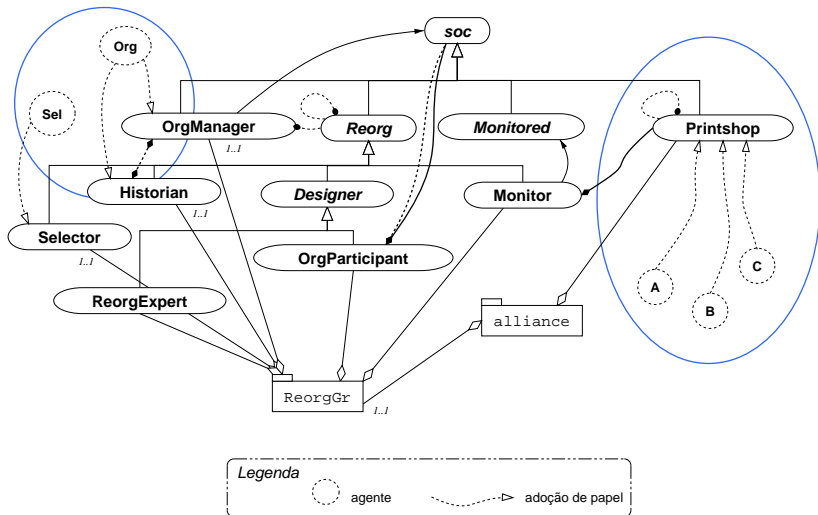 soc
Org
Sel
OrgManager
1..1
Reorg
Monitored
Printshop
Historian
1..1
Designer
Monitor
Selector
1..1
OrgParticipant
ReorgExpert
A
B
C
alliance
ReorgGr
1..1
Legenda
agente
adoção de papel